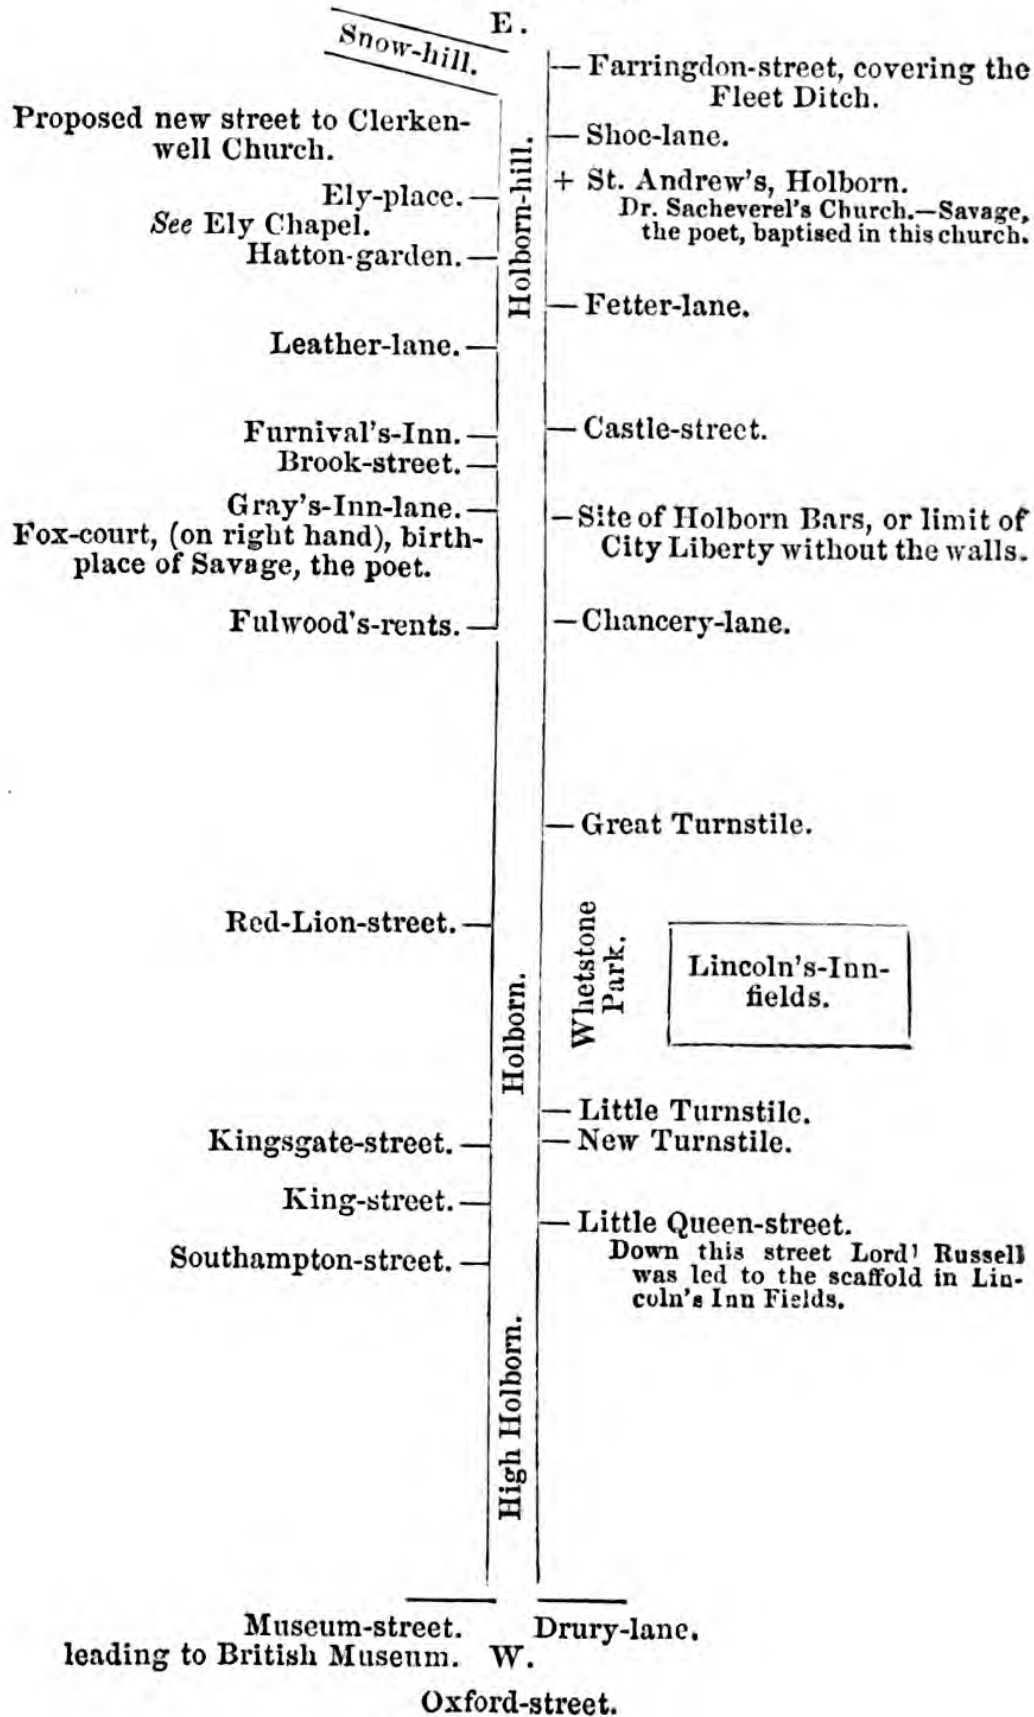 E.
Snow-hill.
Farringdon-street, covering the
Fleet Ditch.
Proposed new street to Clerken-
well Church.
Shoe-lane.
Ely-place.
See Ely Chapel.
Hatton-garden.
+ St. Andrew's, Holborn.
Dr. Sacheverel's Church.—Savage,
the poet, baptised in this church.
Holborn-hill.
Fetter-lane.
Leather-lane.
Furnival's-Inn.
Brook-street.
Castle-street.
Gray's-Inn-lane.
Fox-court, (on right hand), birth-
place of Savage, the poet.
Site of Holborn Bars, or limit of
City Liberty without the walls.
Fulwood's-rents.
Chancery-lane.
Great Turnstile.
Red-Lion-street.
Whetstone
Park.
Lincoln's-Inn-
fields.
Holborn.
Little Turnstile.
New Turnstile.
Kingsgate-street.
King-street.
Little Queen-street.
Down this street Lord Russell
was led to the scaffold in Lin-
coln's Inn Fields.
Southampton-street.
High Holborn.
Museum-street.
leading to British Museum.
Drury-lane.
W.
Oxford-street.